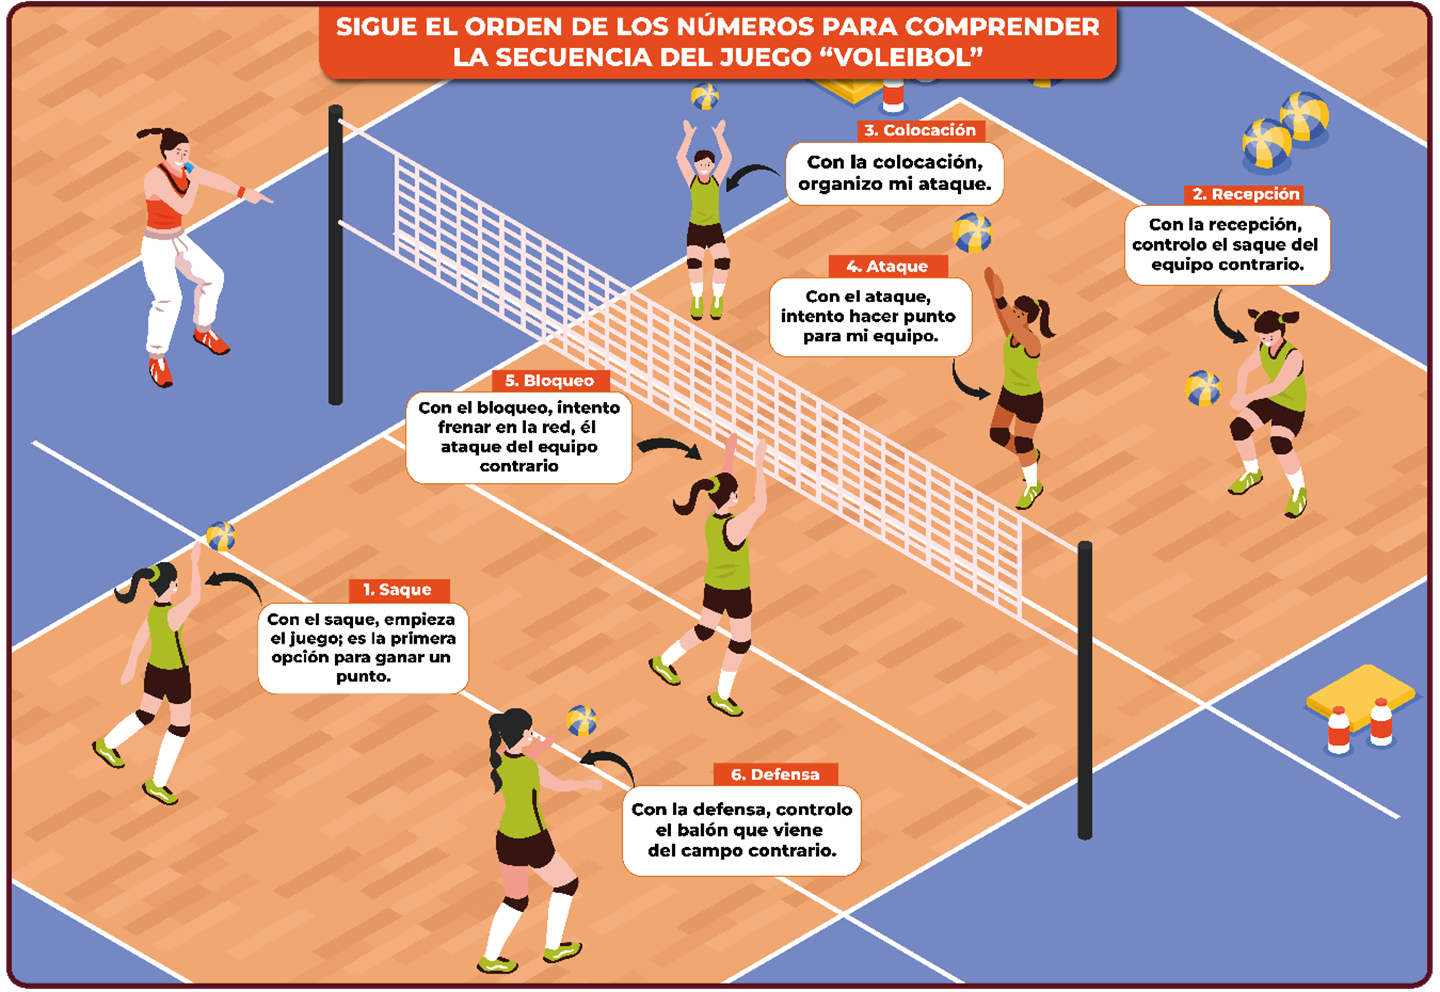 SIGUE EL ORDEN DE LOS NÚMEROS PARA COMPRENDER
LA SECUENCIA DEL JUEGO “VOLEIBOL”
1. Saque
Con el saque, empieza
el juego; es la primera
opción para ganar un
punto.
2. Recepción
Con la recepción,
controlo el saque del
equipo contrario.
3. Colocación
Con la colocación,
organizo mi ataque.
4. Ataque
Con el ataque,
intento hacer punto
para mi equipo.
5. Bloqueo
Con el bloqueo, intento
frenar en la red, él
ataque del equipo
contrario
6. Defensa
Con la defensa, controlo
el balón que viene
del campo contrario.